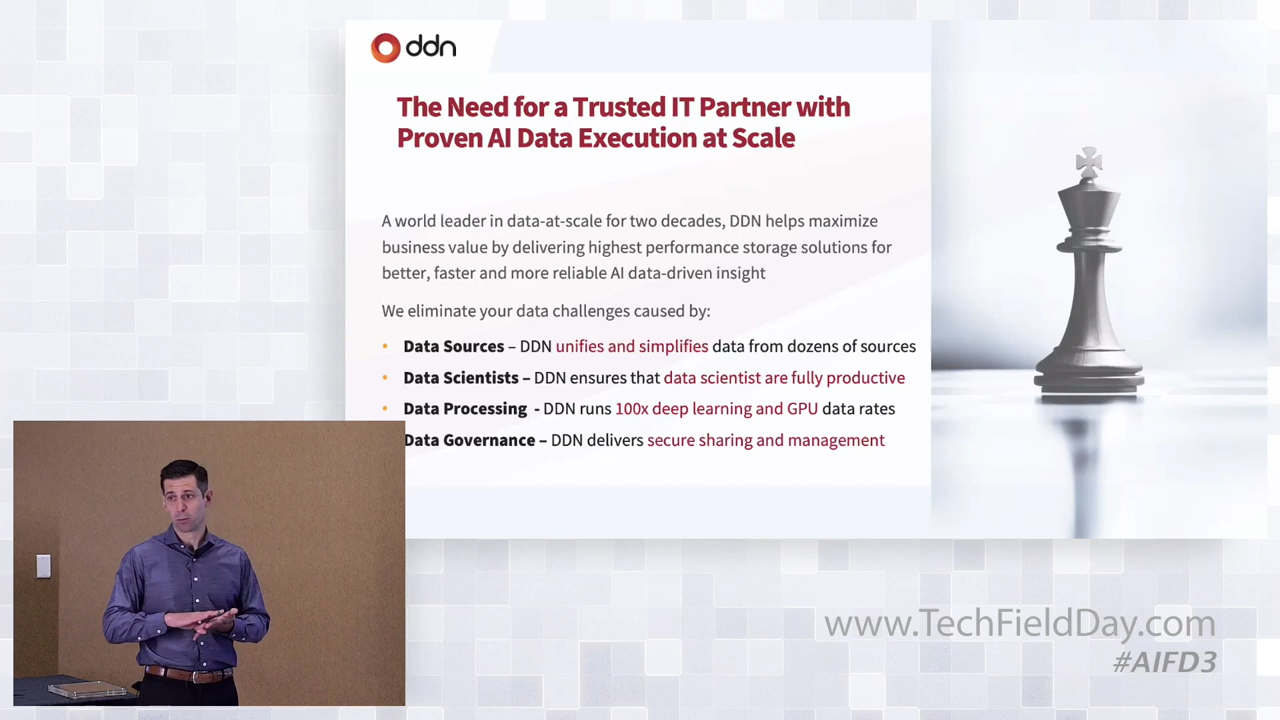 ddn
The Need for a Trusted IT Partner with
Proven AI Data Execution at Scale
A world leader in data-at-scale for two decades, DDN helps maximize
business value by delivering highest performance storage solutions for
better, faster and more reliable AI data-driven insight
We eliminate your data challenges caused by:
• Data Sources – DDN unifies and simplifies data from dozens of sources
• Data Scientists – DDN ensures that data scientist are fully productive
• Data Processing - DDN runs 100x deep learning and GPU data rates
Data Governance – DDN delivers secure sharing and management
www.TechFieldDay.com
#AIFD3